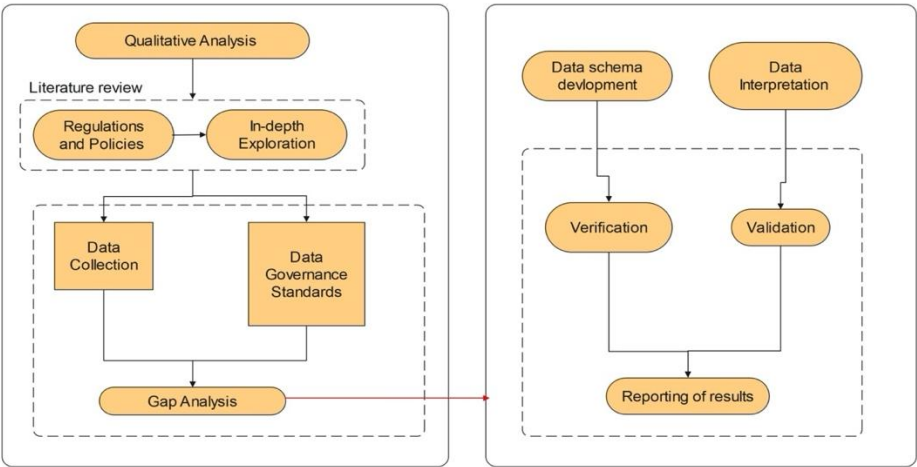 Qualitative Analysis
Literature review
Regulations
and Policies
In-depth
Exploration
Data
Collection
Data
Governance
Standards
Gap Analysis
Data schema
devlopment
Data
Interpretation
Verification
Validation
Reporting of results